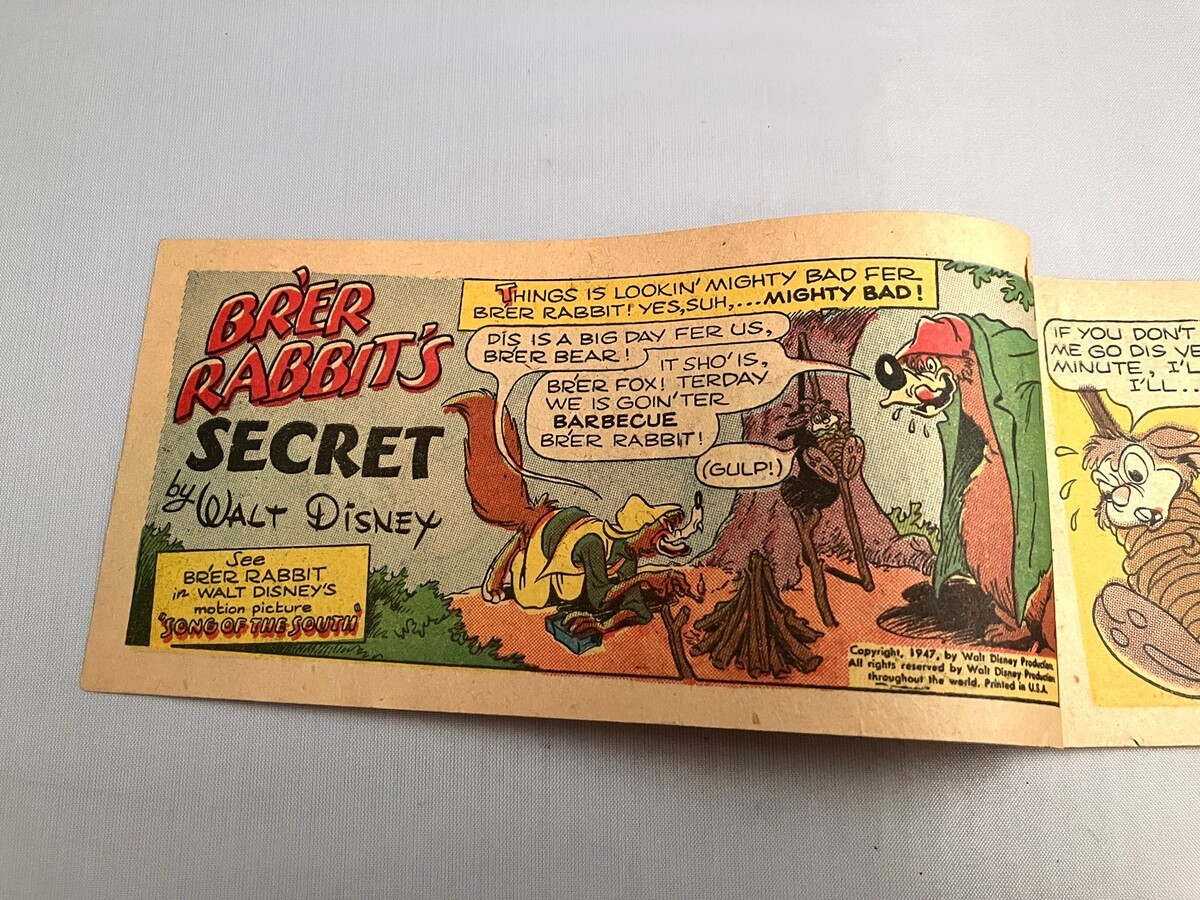 BR'ER
RABBIT'S
SECRET
by WALT DISNEY
See
BR'ER RABBIT
in WALT DISNEY'S
motion picture
"SONG OF THE SOUTH"
THINGS IS LOOKIN' MIGHTY BAD FER
BR'ER RABBIT! YES, SUH,...MIGHTY BAD!
DIS IS A BIG DAY FER US,
BR'ER BEAR!
IT SHO' IS,
BR'ER FOX! TERDAY
WE IS GOIN' TER
BARBECUE
BR'ER RABBIT!
(GULP!)
Copyright, 1947, by Walt Disney
All rights reserved by Walt Disney
throughout the world. Printed in U.S.A.
IF YOU DON'T
ME GO DIS
MINUTE, I'LL
I'LL..